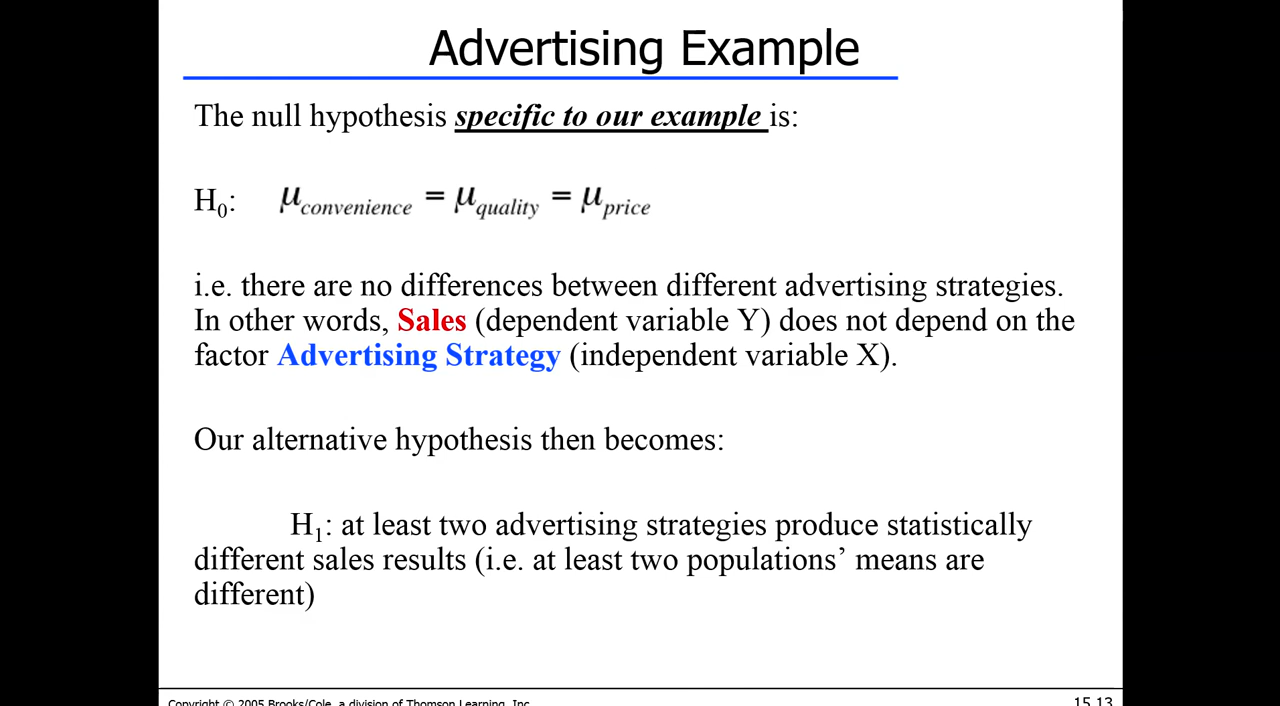 Advertising Example
The null hypothesis specific to our example is:
H0: μconvenience = μquality = μprice
i.e. there are no differences between different advertising strategies.
In other words, Sales (dependent variable Y) does not depend on the
factor Advertising Strategy (independent variable X).
Our alternative hypothesis then becomes:
H1: at least two advertising strategies produce statistically
different sales results (i.e. at least two populations’ means are
different)
Copyright © 2005 Brooks/Cole, a division of Thomson Learning, Inc.
15.13